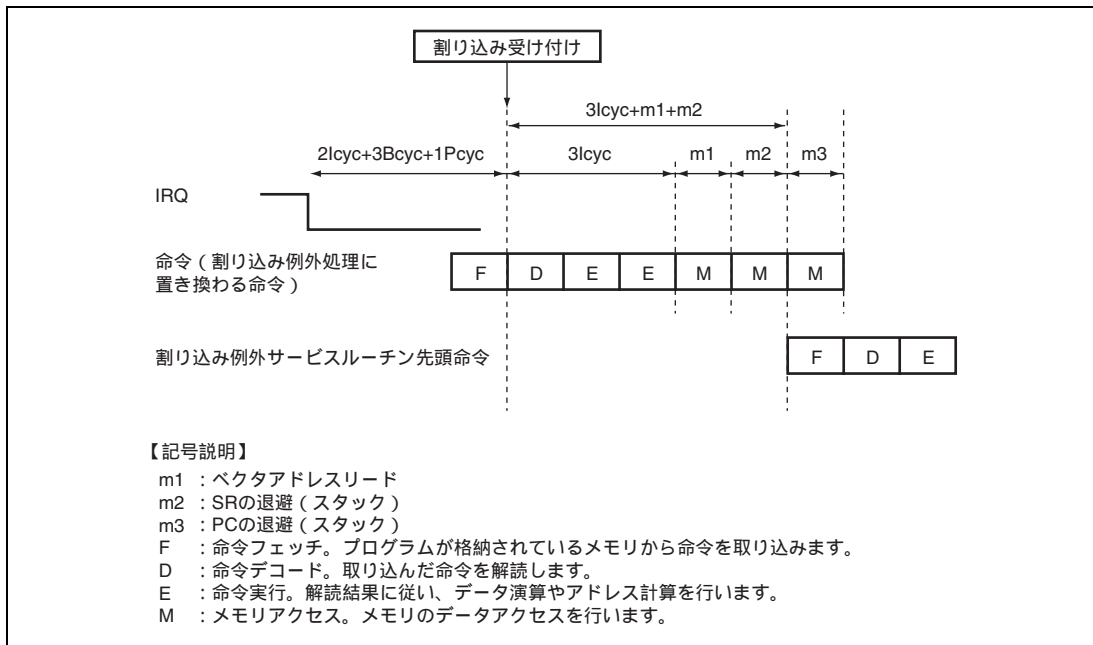 割り込み受け付け
3Icyc+m1+m2
2Icyc+3Bcyc+1Pcyc 3Icyc m1 m2 m3
IRQ
命令（割り込み例外処理に
置き換わる命令）
F D E E M M M
割り込み例外サービスルーチン先頭命令
F D E
【記号説明】
m1 ：ベクタアドレスリード
m2 ：SRの退避（スタック）
m3 ：PCの退避（スタック）
F ：命令フェッチ。プログラムが格納されているメモリから命令を取り込みます。
D ：命令デコード。取り込んだ命令を解読します。
E ：命令実行。解読結果に従い、データ演算やアドレス計算を行います。
M ：メモリアクセス。メモリのデータアクセスを行います。